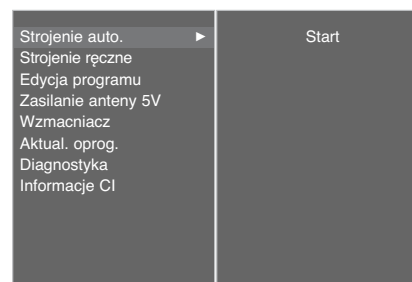 Strojenie auto. ► Start
Strojenie ręczne
Edycja programu
Zasilanie anteny 5V
Wzmacniacz
Aktual. oprog.
Diagnostyka
Informacje CI